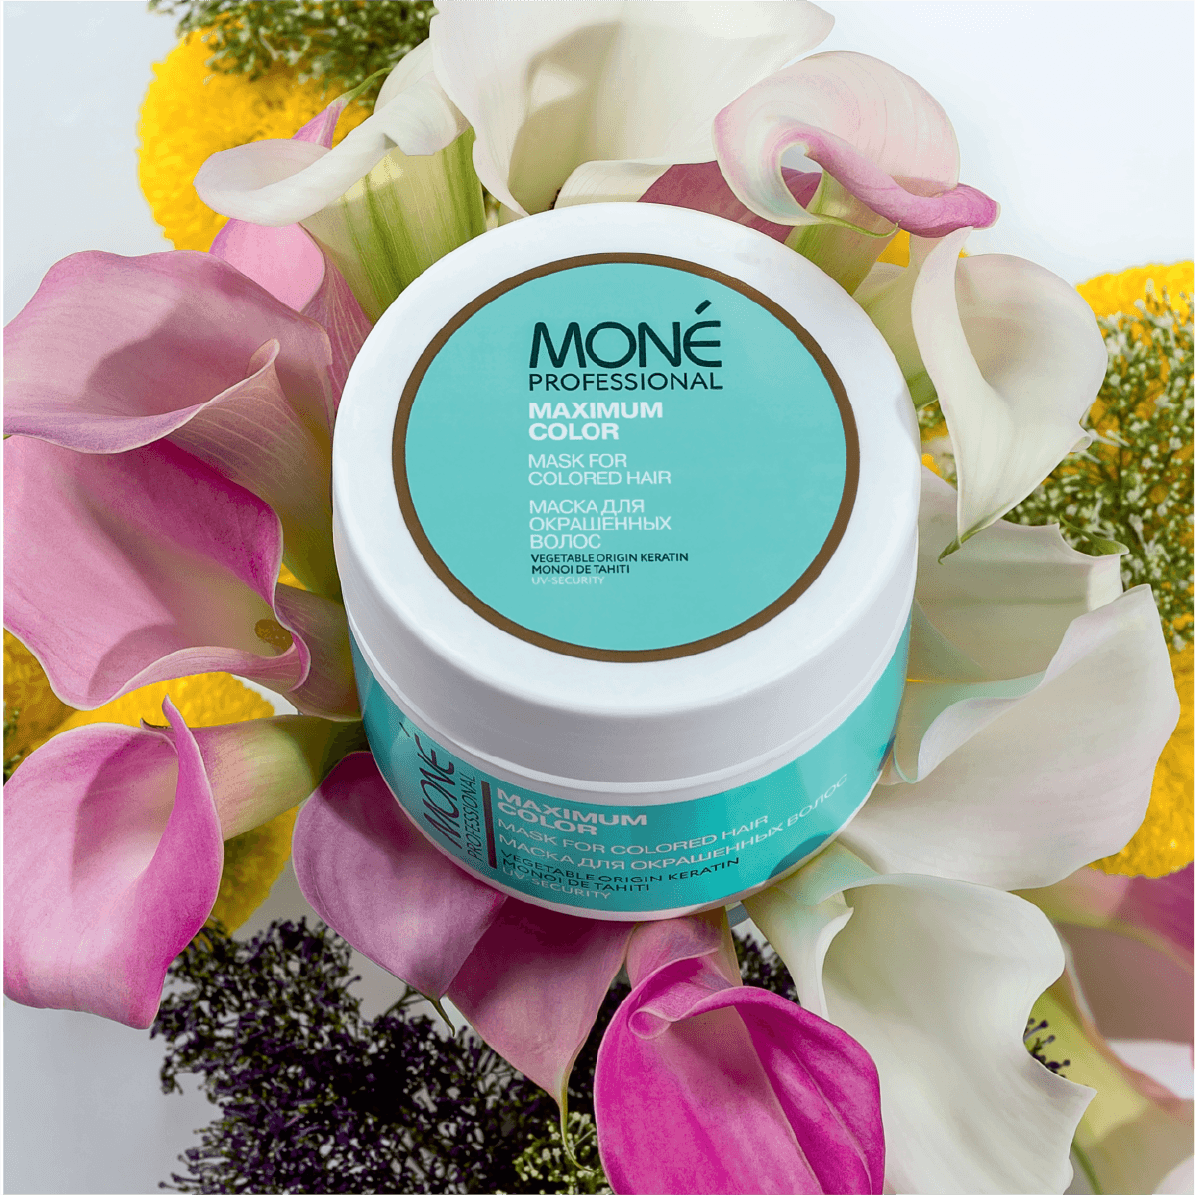 MONÉ
PROFESSIONAL
MAXIMUM
COLOR
MASK FOR
COLORED HAIR
МАСКА ДЛЯ
ОКРАШЕННЫХ
ВОЛОС
VEGETABLE ORIGIN KERATIN
MONOI DE TAHITI
UV-SECURITY
MONÉ
PROFESSIONAL
MAXIMUM
COLOR
MASK FOR COLORED HAIR
МАСКА ДЛЯ ОКРАШЕННЫХ ВОЛОС
VEGETABLE ORIGIN KERATIN
MONOI DE TAHITI
UV-SECURITY